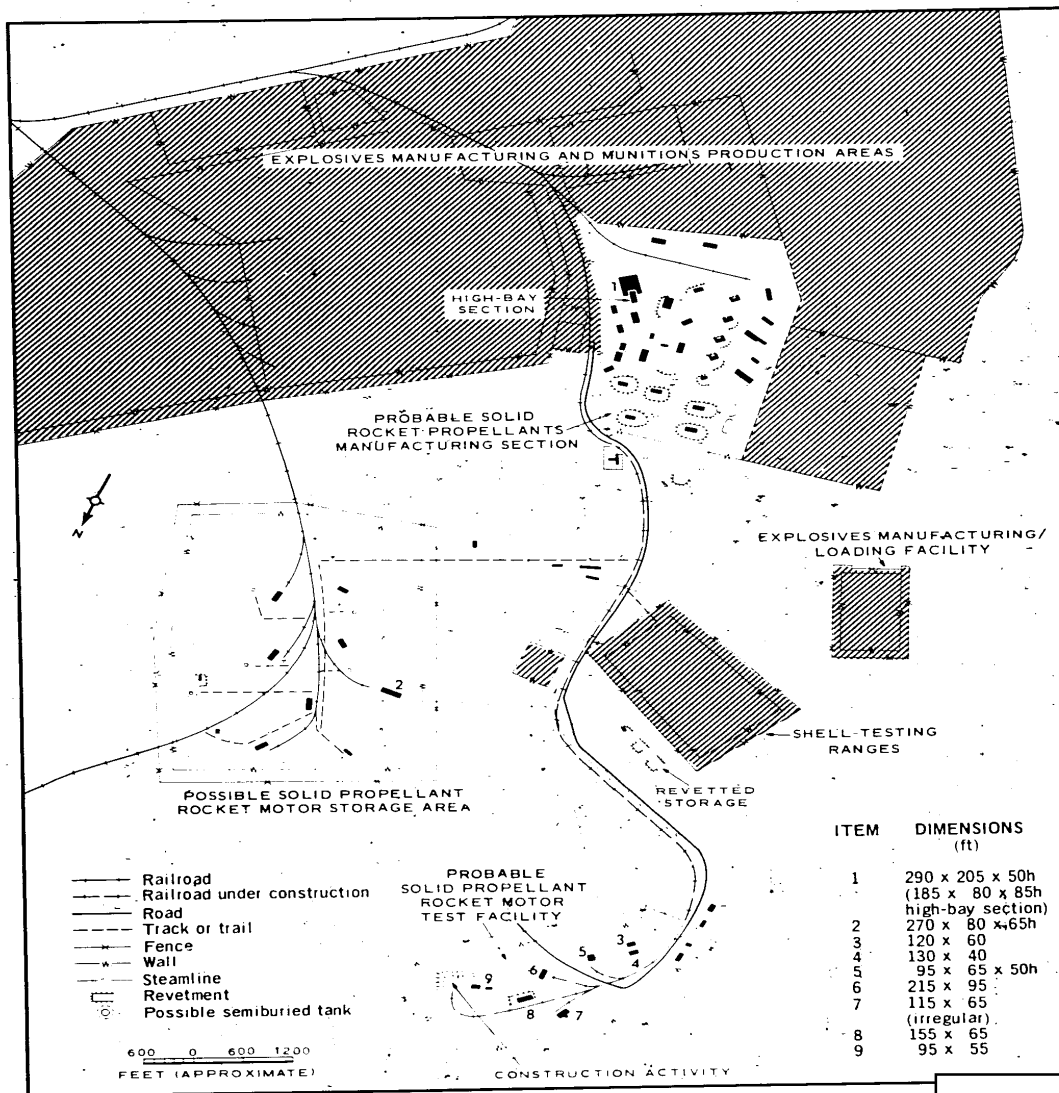 EXPLOSIVES MANUFACTURING AND MUNITIONS PRODUCTION AREAS
1
HIGH-BAY
SECTION
PROBABLE SOLID
ROCKET PROPELLANTS
MANUFACTURING SECTION
N
EXPLOSIVES MANUFACTURING/
LOADING FACILITY
2
SHELL-TESTING
RANGES
REVETTED
STORAGE
POSSIBLE SOLID PROPELLANT
ROCKET MOTOR STORAGE AREA
PROBABLE
SOLID PROPELLANT
ROCKET MOTOR
TEST FACILITY
3
4
5
6
7
8
9
CONSTRUCTION ACTIVITY
Railroad
Railroad under construction
Road
Track or trail
Fence
Wall
Steamline
Revetment
Possible semiburied tank
600 0 600 1200
FEET (APPROXIMATE)
ITEM DIMENSIONS
(ft)
1 290 x 205 x 50h
(185 x 80 x 85h
high-bay section)
2 270 x 80 x 65h
3 120 x 60
4 130 x 40
5 95 x 65 x 50h
6 215 x 95
7 115 x 65
(irregular)
8 155 x 65
9 95 x 55